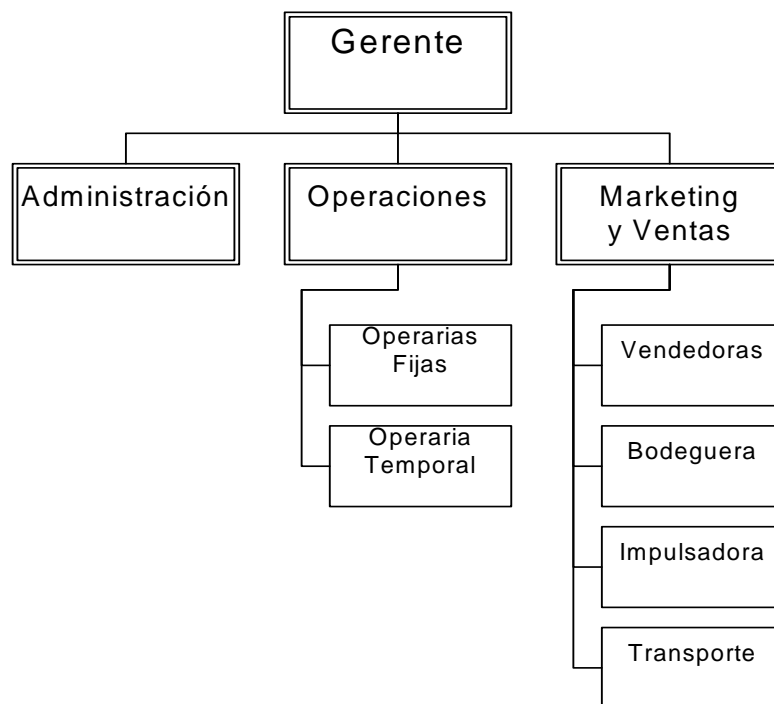 Gerente
Administración
Operaciones
Marketing
y Ventas
Operarias
Fijas
Operaria
Temporal
Vendedoras
Bodeguera
Impulsadora
Transporte